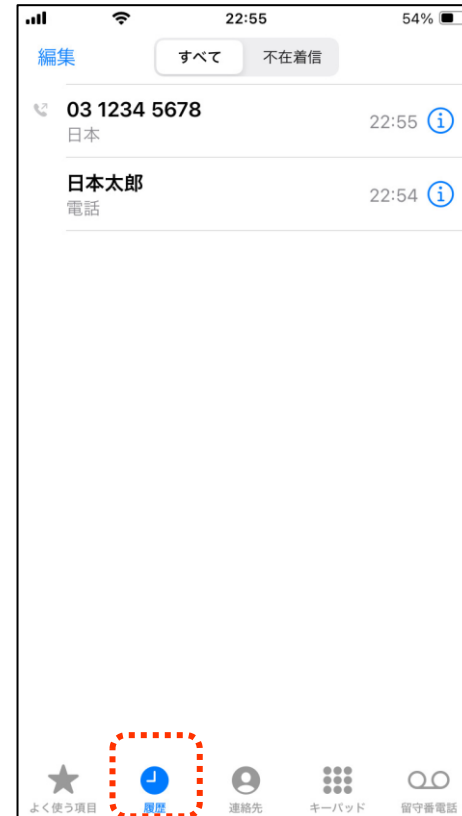 22:55 54%
編集 すべて 不在着信
03 1234 5678
日本 22:55
日本太郎
電話 22:54
よく使う項目 履歴 連絡先 キーパッド 留守番電話